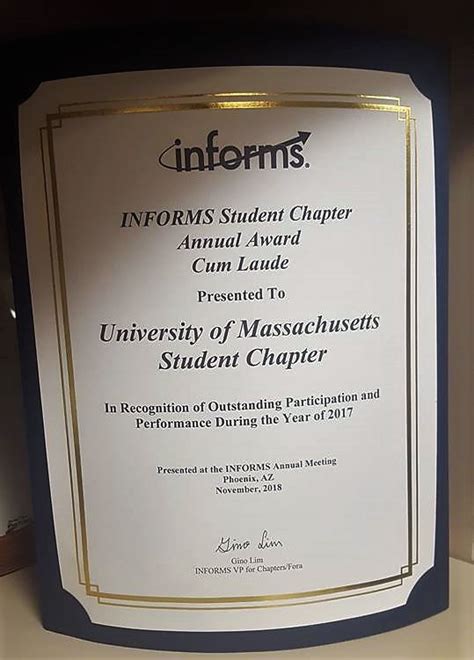 informs.
INFORMS Student Chapter
Annual Award
Cum Laude
Presented To
University of Massachusetts
Student Chapter
In Recognition of Outstanding Participation and
Performance During the Year of 2017
Presented at the INFORMS Annual Meeting
Phoenix, AZ
November, 2018
Gino Lim
Gino Lim
INFORMS VP for Chapters/Fora